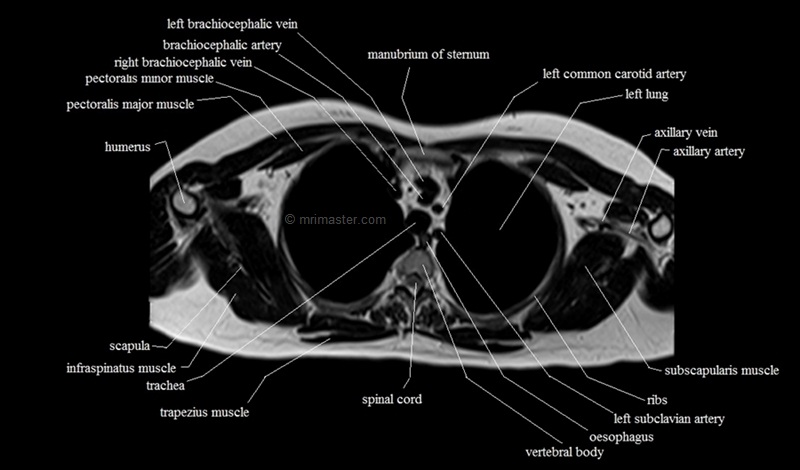 left brachiocephalic vein
brachiocephalic artery
right brachiocephalic vein
pectoralis minor muscle
pectoralis major muscle
humerus
manubrium of sternum
left common carotid artery
left lung
axillary vein
axillary artery
© mrimaster.com
scapula
infraspinatus muscle
trachea
trapezius muscle
spinal cord
subscapularis muscle
ribs
left subclavian artery
oesophagus
vertebral body